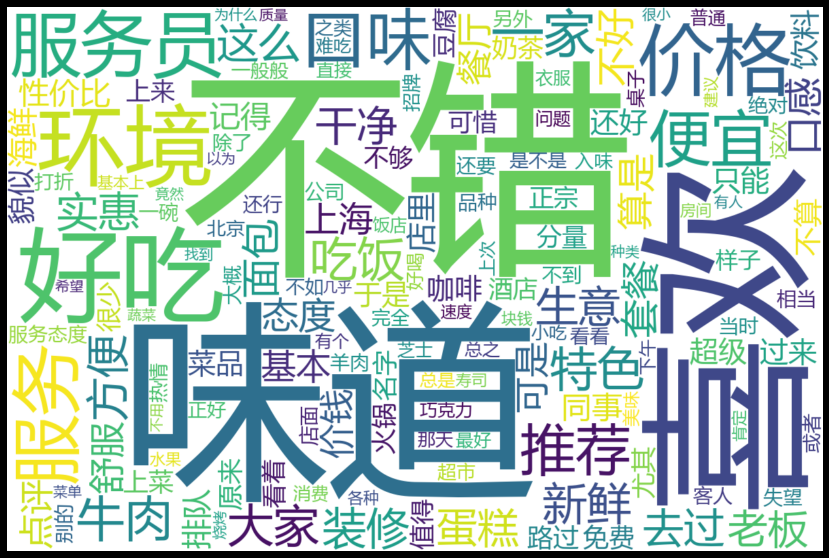 服务员
这么
为什么
质量
之类
难吃
一般般
直接
口味
豆腐
招牌
餐厅
另外
奶茶
一家
衣服
不好
桌子
很小
普通
价格
建议
饮料
绝对
这次
口感
性价比
上来
海鲜
貌似
打折
环境
基本上
以为
记得
除了
竟然
干净
不够
可惜
不错
问题
还好
便宜
还要
是不是
入味
只能
算是
不算
实惠
一碗
还行
公司
北京
上海
饭店
店里
品种
正宗
分量
房间
有人
喜欢
好吃
希望
蔬菜
找到
面包
大概
吃饭
不如
几乎
好喝
于是
咖啡
上次
酒店
不到
种类
套餐
样子
相当
当时
服务态度
很少
态度
完全
速度
块钱
生意
小吃
看看
下午
超级
过来
服务
点评
舒服
方便
不用
热情
菜品
基本
有个
羊肉
名字
芝士
总之
可是
特色
味道
正好
店面
价钱
火锅
总是
寿司
巧克力
那天
最好
同事
美味
尤其
肯定
或者
水果
上菜
别的
菜单
牛肉
排队
原来
烧烤
看着
大家
消费
装修
各种
值得
超市
蛋糕
推荐
新鲜
路过
免费
去过
客人
老板
失望